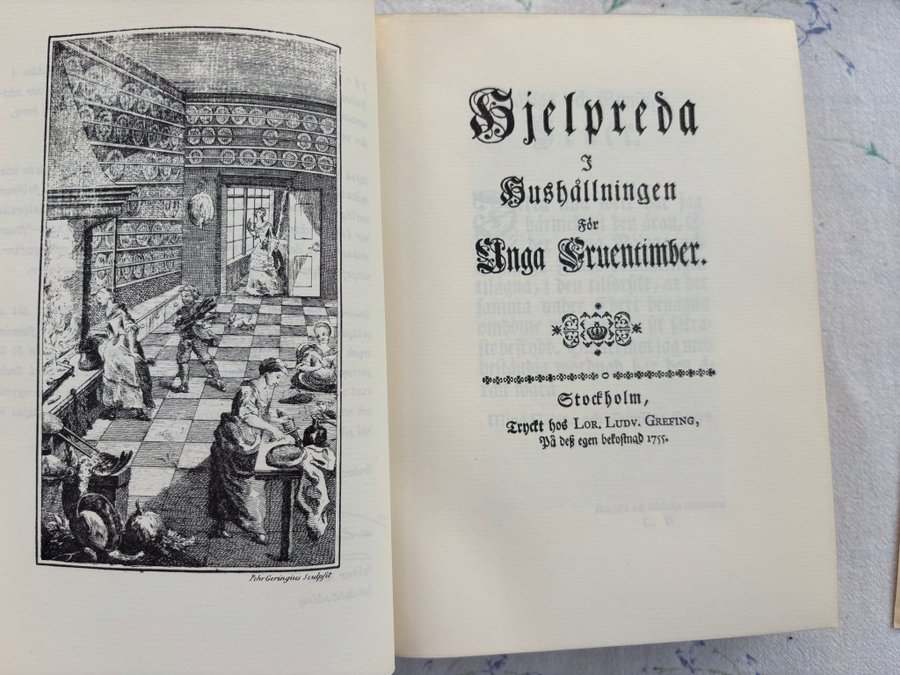 Pehr Geringius Sculpsit
Hjelpreda
I
Hushållningen
För
Unga Fruentimber.
Stockholm,
Tryckt hos LOR. LUDV. GREFING,
På deß egen bekostnad 1755.